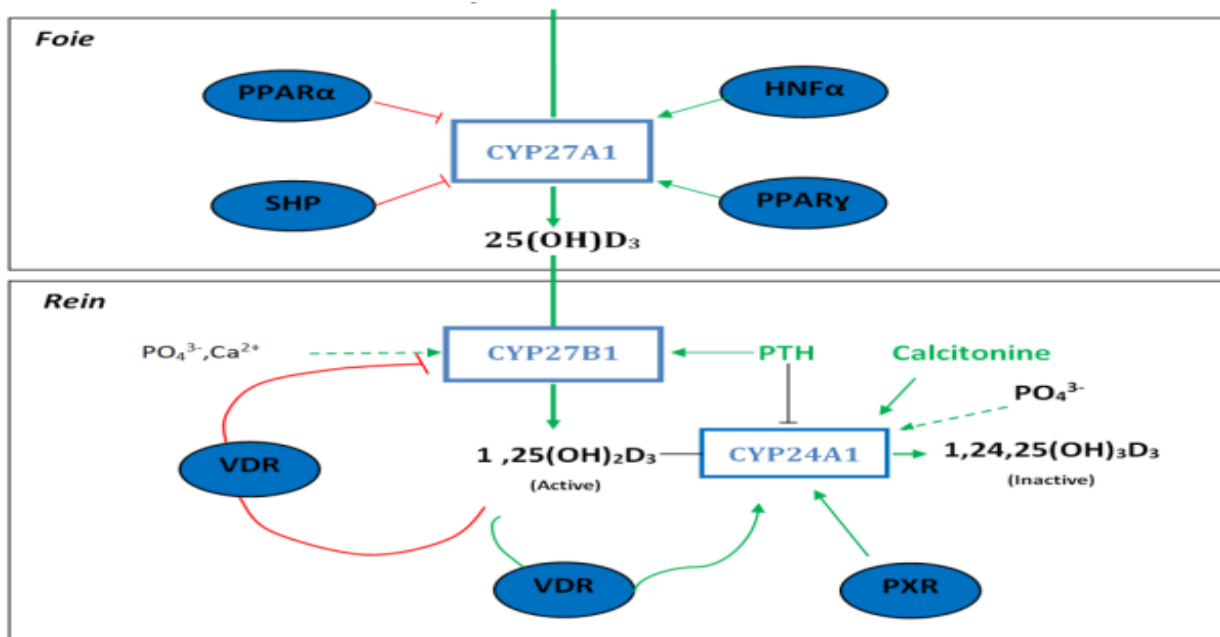 Foie
PPARα
HNFα
CYP27A1
SHP
PPARɣ
25(OH)D₃
Rein
PO₄³⁻,Ca²⁺
CYP27B1
PTH
Calcitonine
PO₄³⁻
VDR
1 ,25(OH)₂D₃
CYP24A1
1,24,25(OH)₃D₃
(Active)
(Inactive)
VDR
PXR